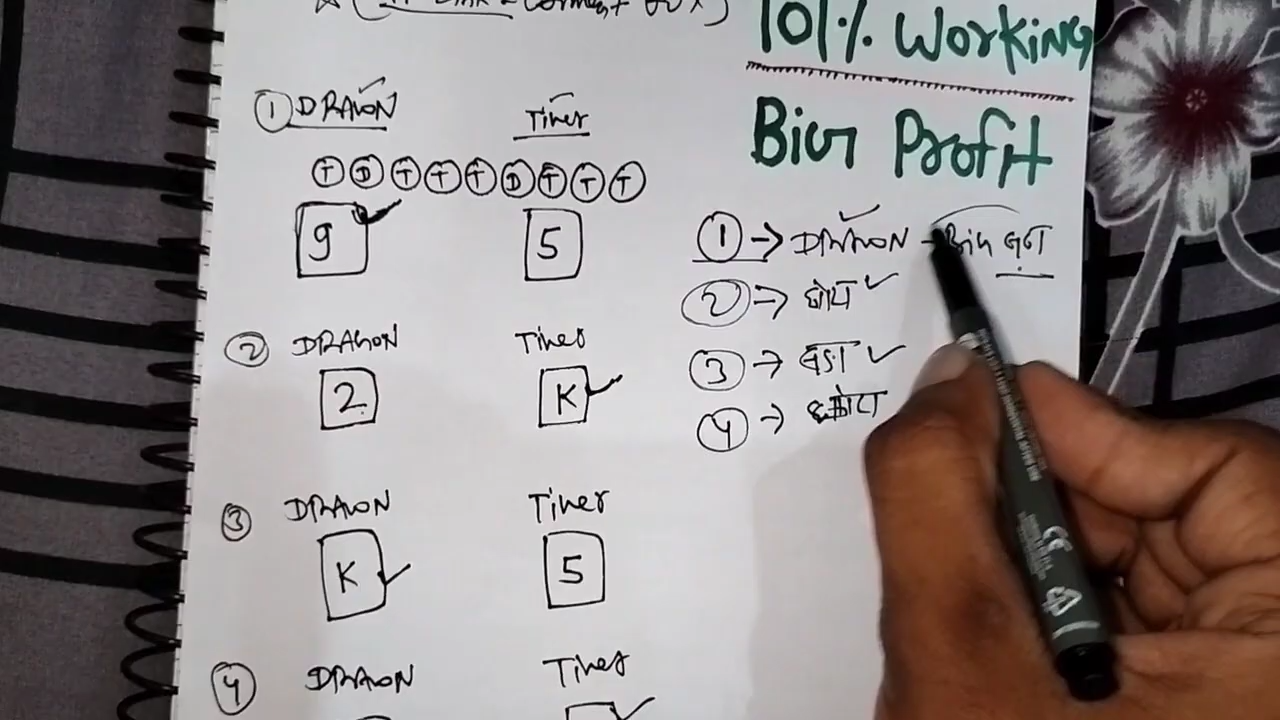 101% Working
Big Profit
① DRAGON Tiger
T D T T T D T T T
9 5
② DRAGON Tiger
2 K
③ DRAGON Tiger
K 5
④ DRAGON Tiger
① → DRAGON → Big
② →
③ → बडा
④ → छोटा